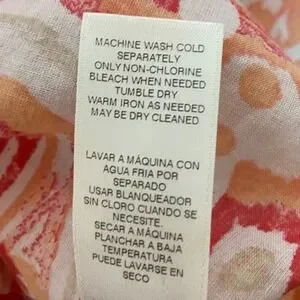 MACHINE WASH COLD
SEPARATELY
ONLY NON-CHLORINE
BLEACH WHEN NEEDED
TUMBLE DRY
WARM IRON AS NEEDED
MAY BE DRY CLEANED
LAVAR A MÁQUINA CON
AGUA FRIA POR
SEPARADO
USAR BLANQUEADOR
SIN CLORO CUANDO SE
NECESITE.
SECAR A MÁQUINA
PLANCHAR A BAJA
TEMPERATURA
PUEDE LAVARSE EN
SECO